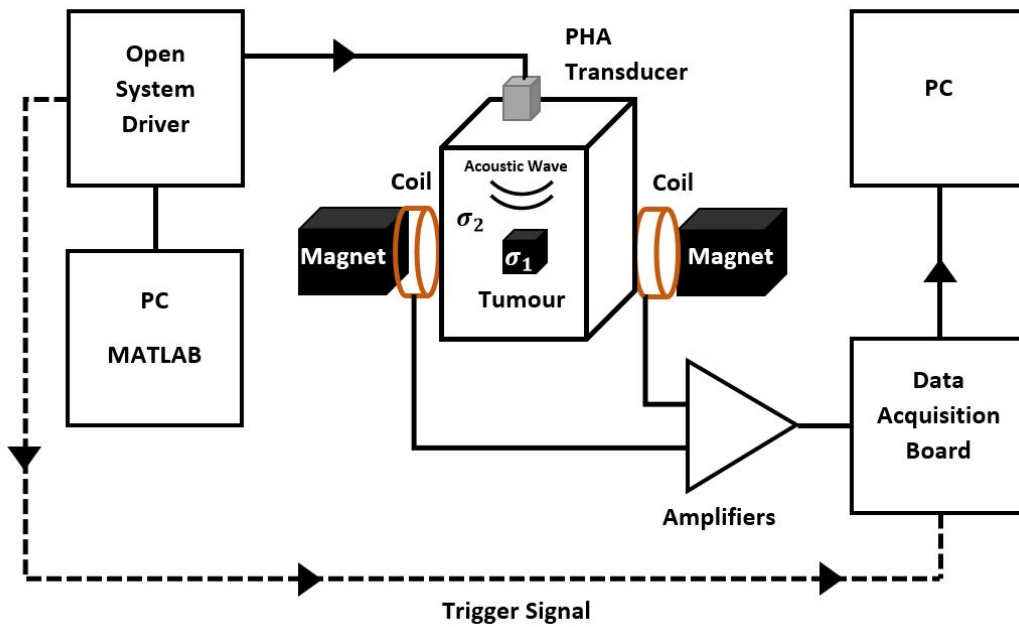 Open
System
Driver
PHA
Transducer
PC
Acoustic Wave
Coil
Coil
σ₂
Magnet
σ₁
Magnet
Tumour
PC
MATLAB
Data
Acquisition
Board
Amplifiers
Trigger Signal